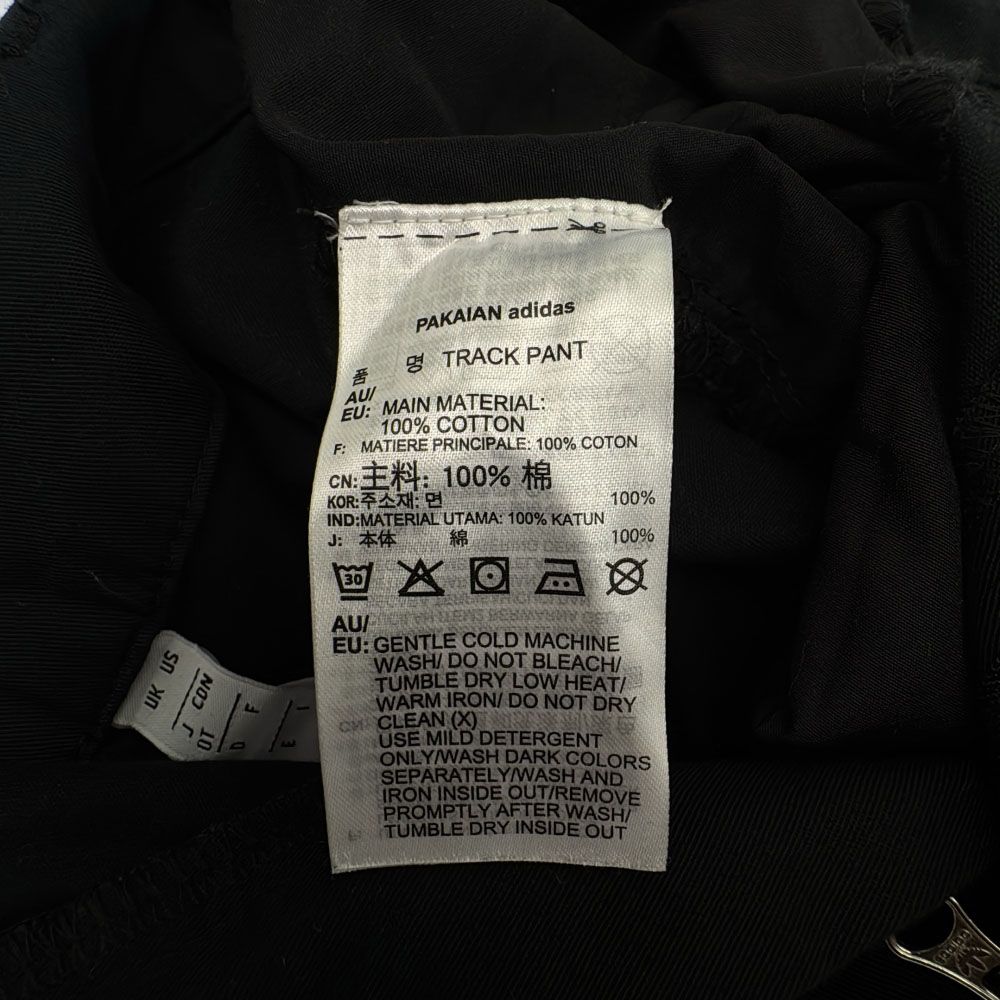 PAKAIAN adidas
품 명 TRACK PANT
AU/
EU: MAIN MATERIAL:
100% COTTON
F: MATIERE PRINCIPALE: 100% COTON
CN: 主料: 100% 棉
KOR: 주소재: 면 100%
IND: MATERIAL UTAMA: 100% KATUN
J: 本体 綿 100%
30
AU/
EU: GENTLE COLD MACHINE
WASH/ DO NOT BLEACH/
TUMBLE DRY LOW HEAT/
WARM IRON/ DO NOT DRY
CLEAN (X)
USE MILD DETERGENT
ONLY/WASH DARK COLORS
SEPARATELY/WASH AND
IRON INSIDE OUT/REMOVE
PROMPTLY AFTER WASH/
TUMBLE DRY INSIDE OUT
UK US
J CDN
OT
D F
E I